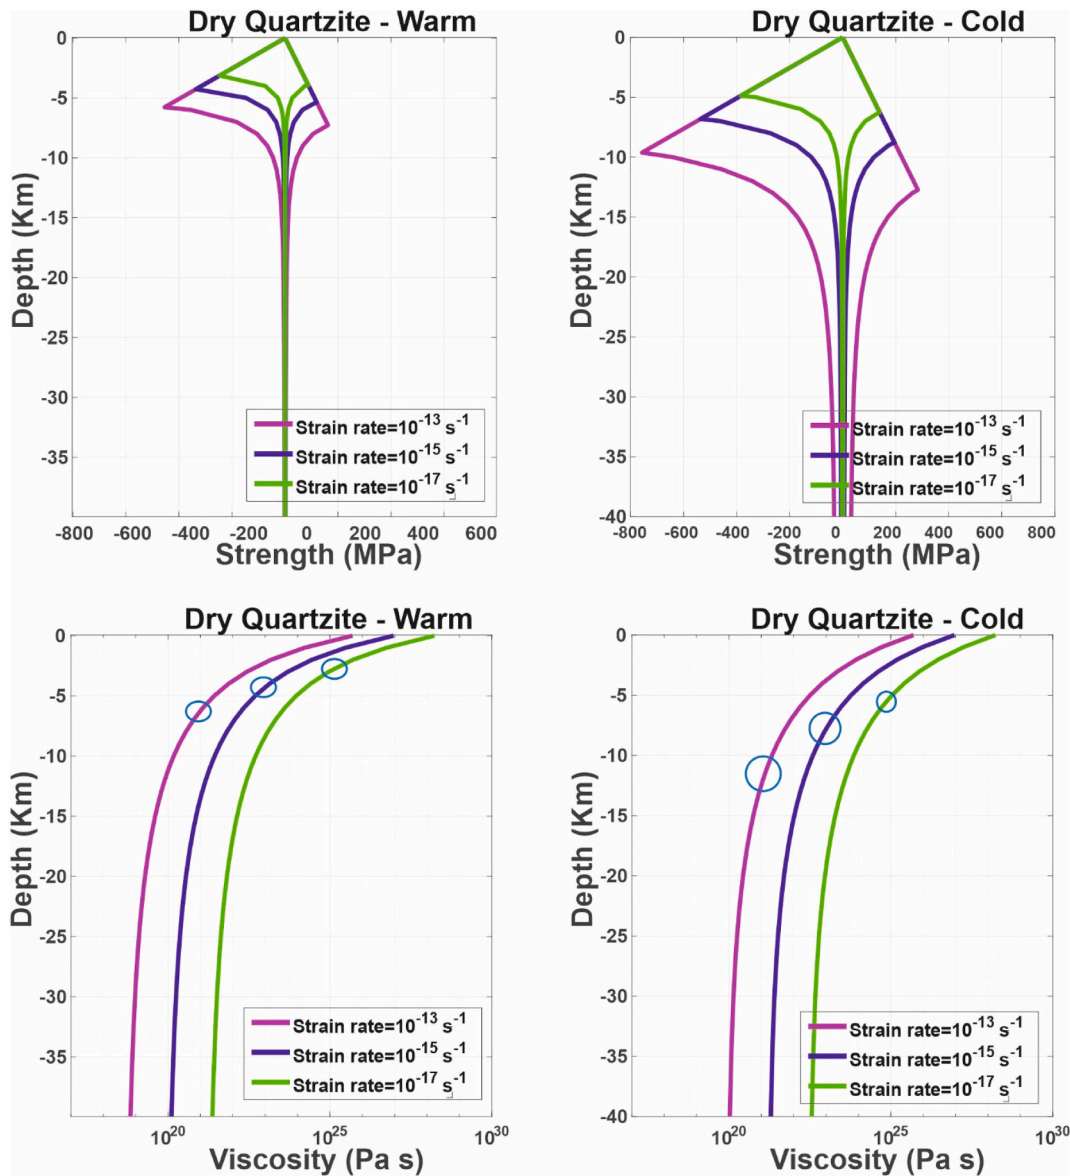 Dry Quartzite - Warm
0
-5
-10
-15
-20
-25
-30
-35
Depth (Km)
Strain rate=10⁻¹³ s⁻¹
Strain rate=10⁻¹⁵ s⁻¹
Strain rate=10⁻¹⁷ s⁻¹
-800 -600 -400 -200 0 200 400 600
Strength (MPa)
Dry Quartzite - Cold
0
-5
-10
-15
-20
-25
-30
-35
-40
Depth (Km)
Strain rate=10⁻¹³ s⁻¹
Strain rate=10⁻¹⁵ s⁻¹
Strain rate=10⁻¹⁷ s⁻¹
-800 -600 -400 -200 0 200 400 600 800
Strength (MPa)
Dry Quartzite - Warm
0
-5
-10
-15
-20
-25
-30
-35
Depth (Km)
Strain rate=10⁻¹³ s⁻¹
Strain rate=10⁻¹⁵ s⁻¹
Strain rate=10⁻¹⁷ s⁻¹
10²⁰ 10²⁵ 10³⁰
Viscosity (Pa s)
Dry Quartzite - Cold
0
-5
-10
-15
-20
-25
-30
-35
-40
Depth (Km)
Strain rate=10⁻¹³ s⁻¹
Strain rate=10⁻¹⁵ s⁻¹
Strain rate=10⁻¹⁷ s⁻¹
10²⁰ 10²⁵ 10³⁰
Viscosity (Pa s)